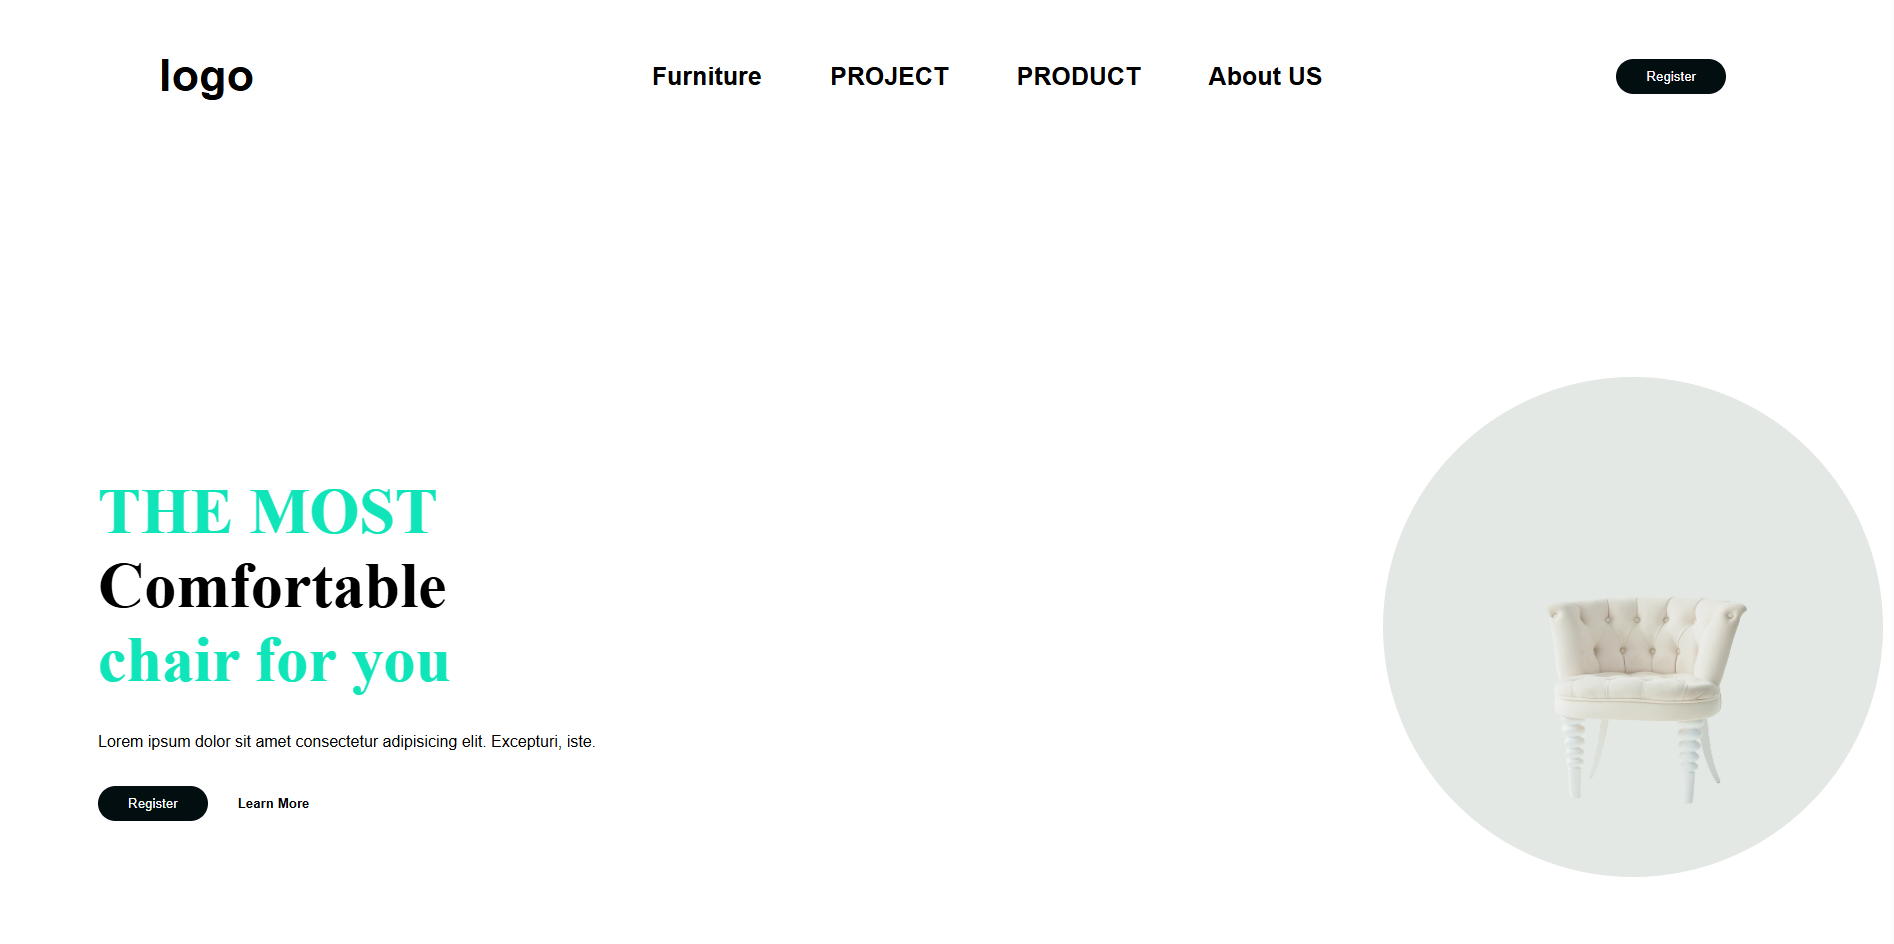 logo
Furniture PROJECT PRODUCT About US
Register
THE MOST
Comfortable
chair for you
Lorem ipsum dolor sit amet consectetur adipisicing elit. Excepturi, iste.
Register Learn More